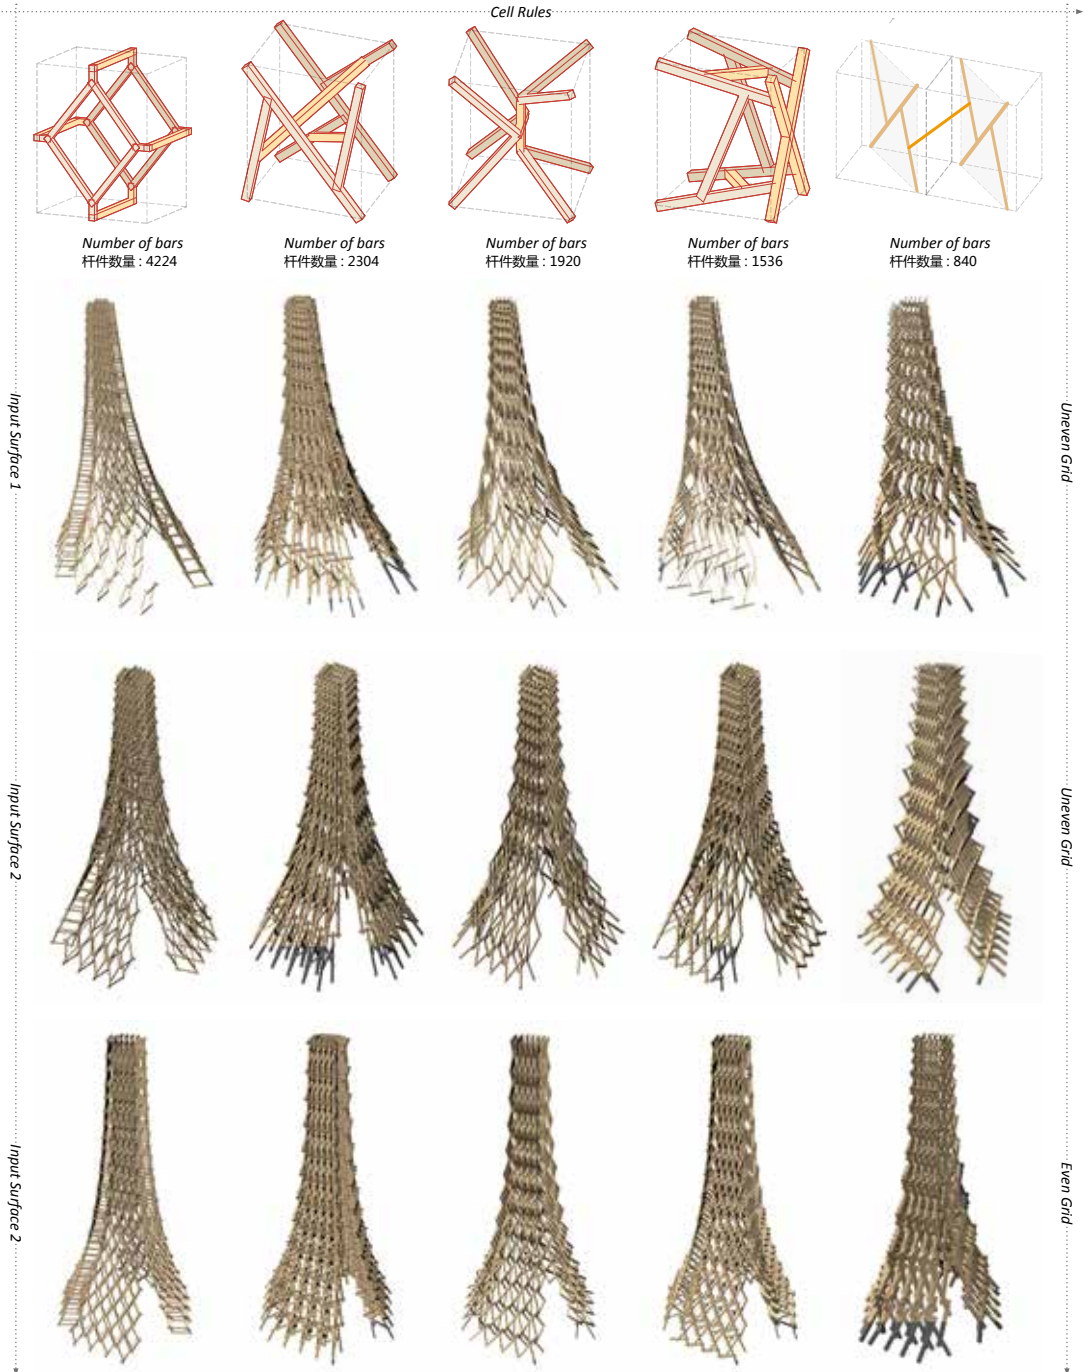 Cell Rules
Number of bars
杆件数量 : 4224
Number of bars
杆件数量 : 2304
Number of bars
杆件数量 : 1920
Number of bars
杆件数量 : 1536
Number of bars
杆件数量 : 840
Input Surface 1
Uneven Grid
Input Surface 2
Uneven Grid
Input Surface 2
Even Grid